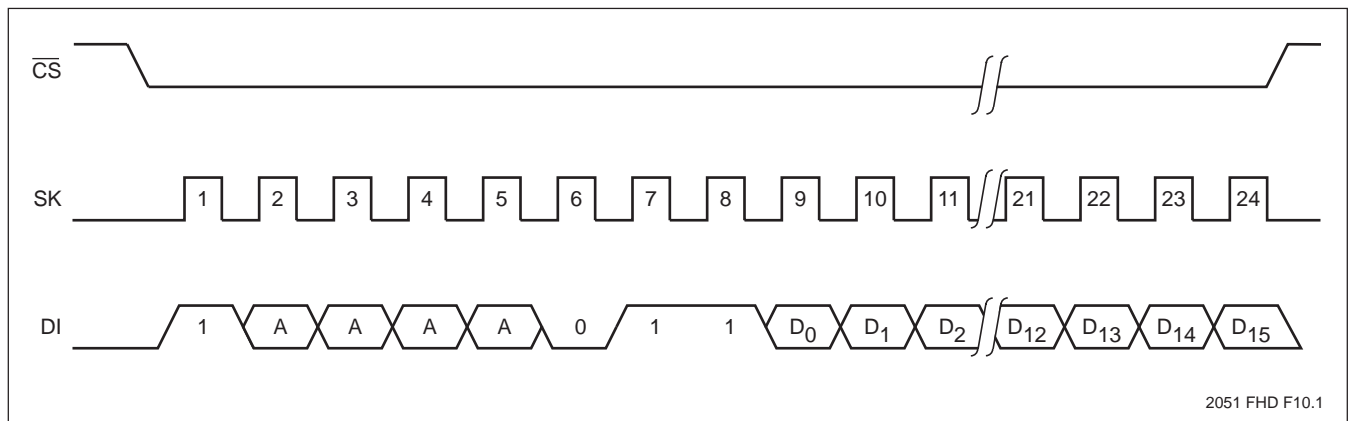 C̅S̅
SK 1 2 3 4 5 6 7 8 9 10 11 21 22 23 24
DI 1 A A A A 0 1 1 D0 D1 D2 D12 D13 D14 D15
2051 FHD F10.1